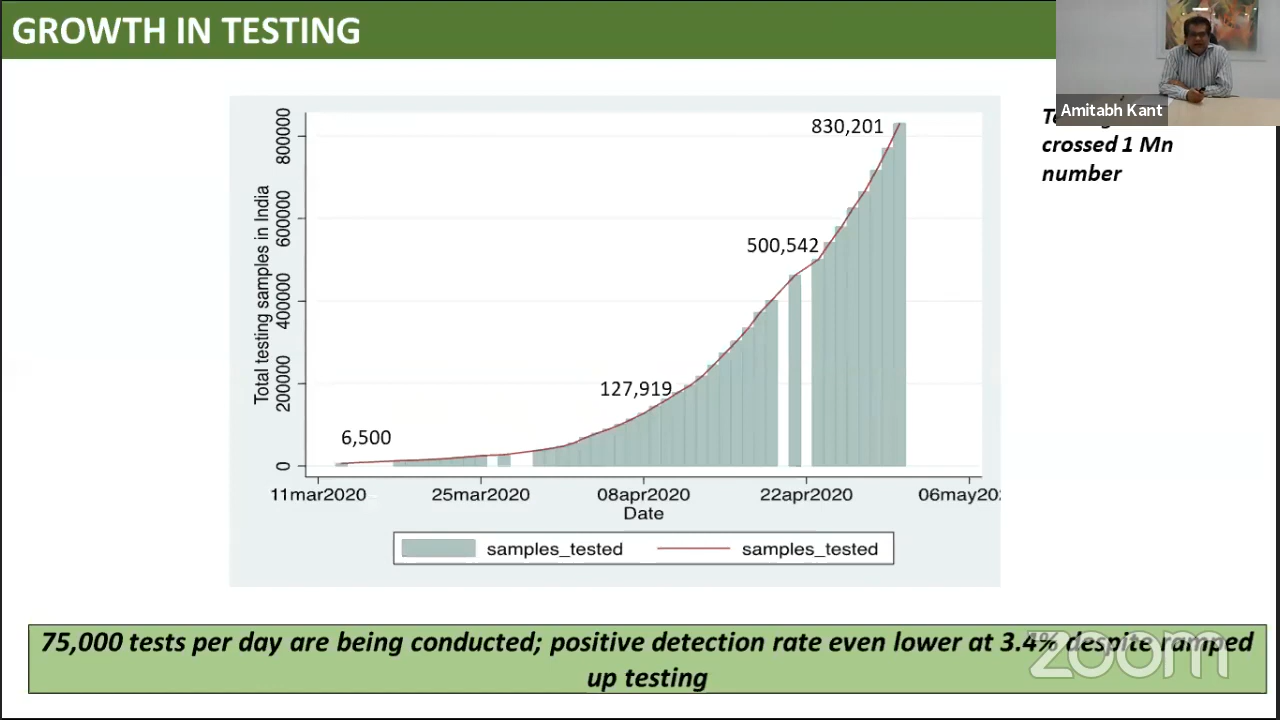 GROWTH IN TESTING
Amitabh Kant
crossed 1 Mn
number
830,201
500,542
127,919
6,500
Total testing samples in India
800000
600000
400000
200000
0
11mar2020 25mar2020 08apr2020 22apr2020
Date
samples_tested samples_tested
75,000 tests per day are being conducted; positive detection rate even lower at 3.4% despite ramped
up testing
zoom